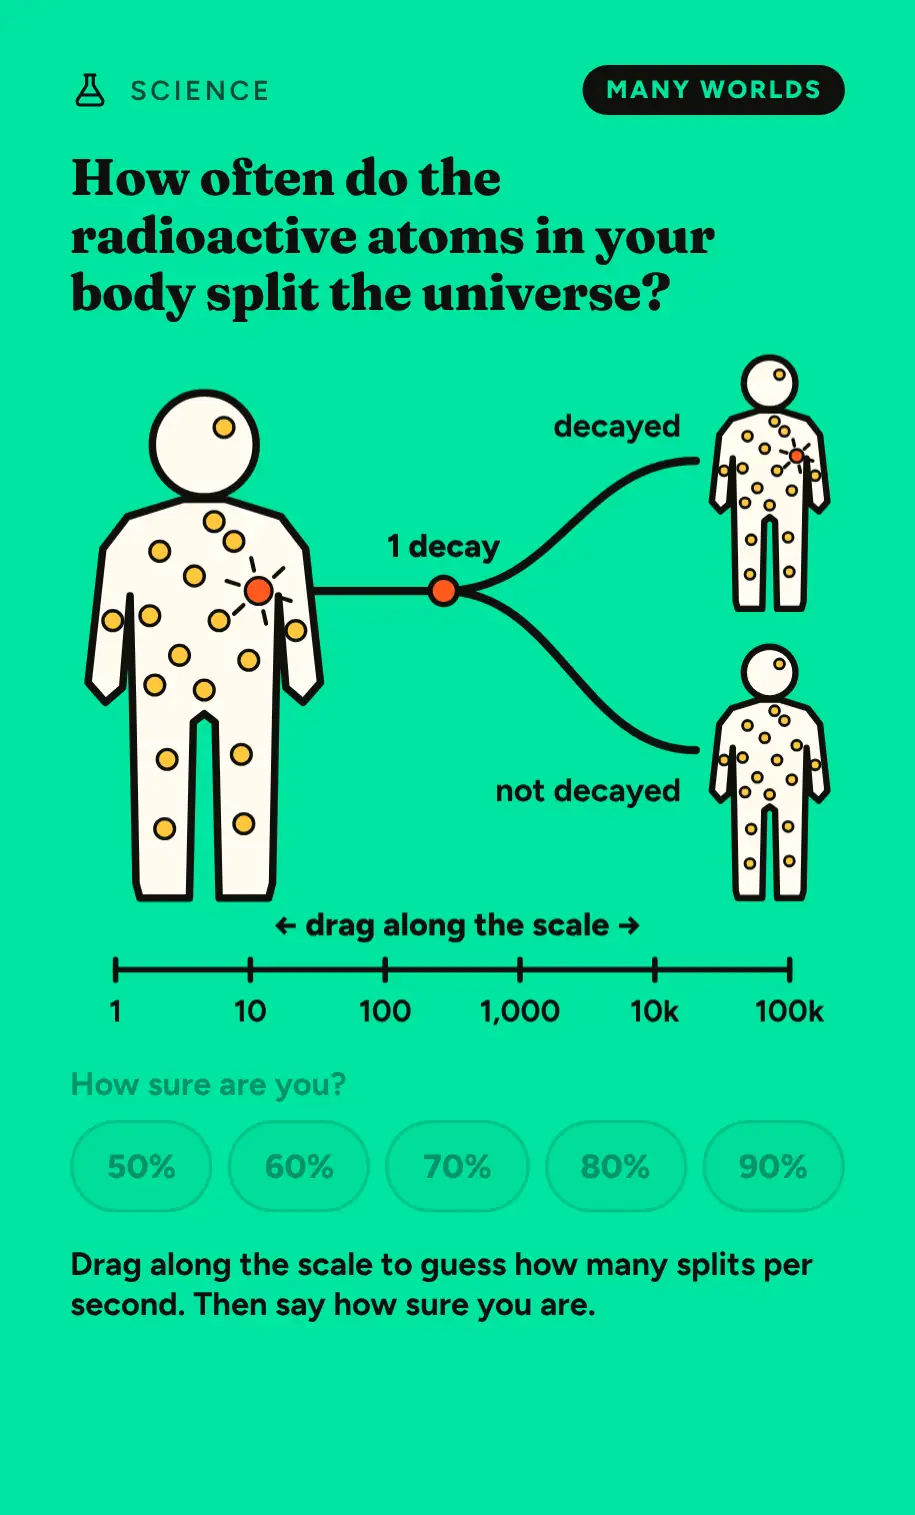 SCIENCE
MANY WORLDS
How often do the
radioactive atoms in your
body split the universe?
decayed
1 decay
not decayed
← drag along the scale →
1 10 100 1,000 10k 100k
How sure are you?
50% 60% 70% 80% 90%
Drag along the scale to guess how many splits per
second. Then say how sure you are.